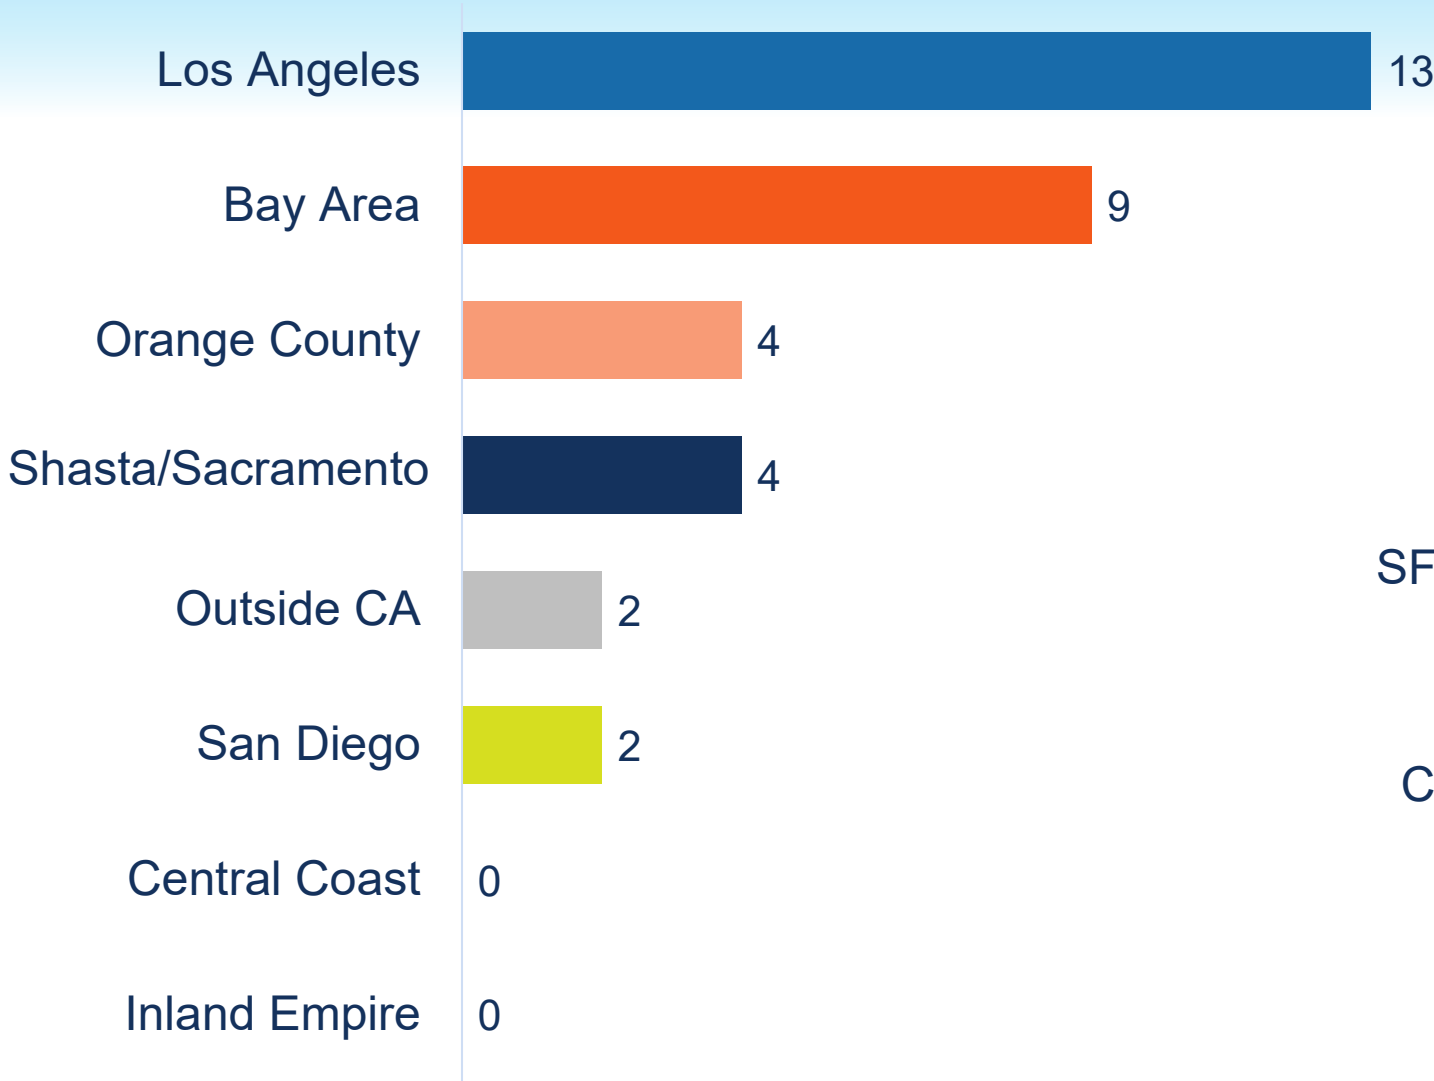 Los Angeles 13
Bay Area 9
Orange County 4
Shasta/Sacramento 4
SF
Outside CA 2
San Diego 2
C
Central Coast 0
Inland Empire 0